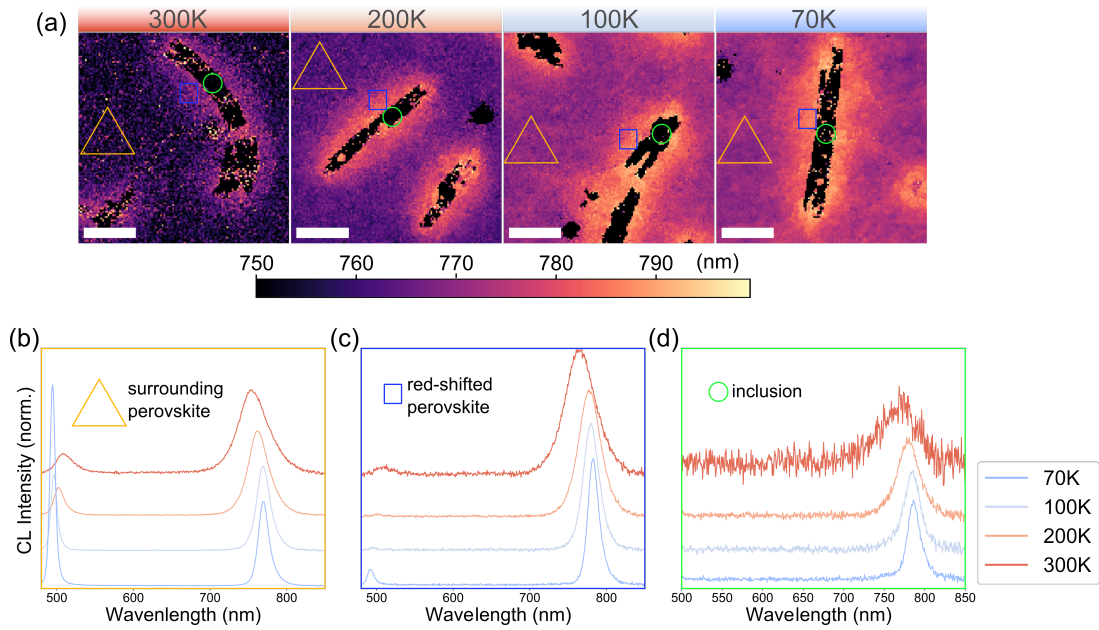 (a)
300K 200K 100K 70K
750 760 770 780 790 (nm)
(b) (c) (d)
surrounding
perovskite
red-shifted
perovskite
inclusion
CL Intensity (norm.)
70K
100K
200K
300K
500 600 700 800
500 600 700 800
500 550 600 650 700 750 800 850
Wavelength (nm) Wavelength (nm) Wavelength (nm)